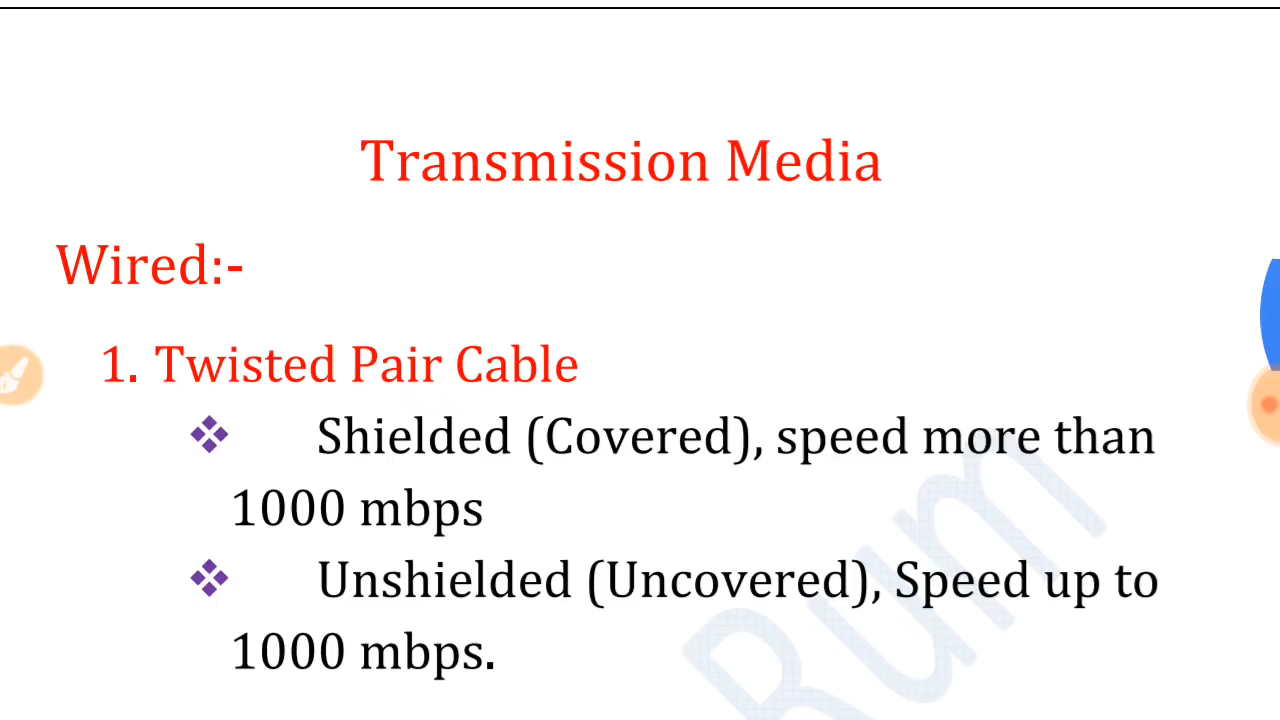 Transmission Media
Wired:-
1. Twisted Pair Cable
❖ Shielded (Covered), speed more than
1000 mbps
❖ Unshielded (Uncovered), Speed up to
1000 mbps.
Rum